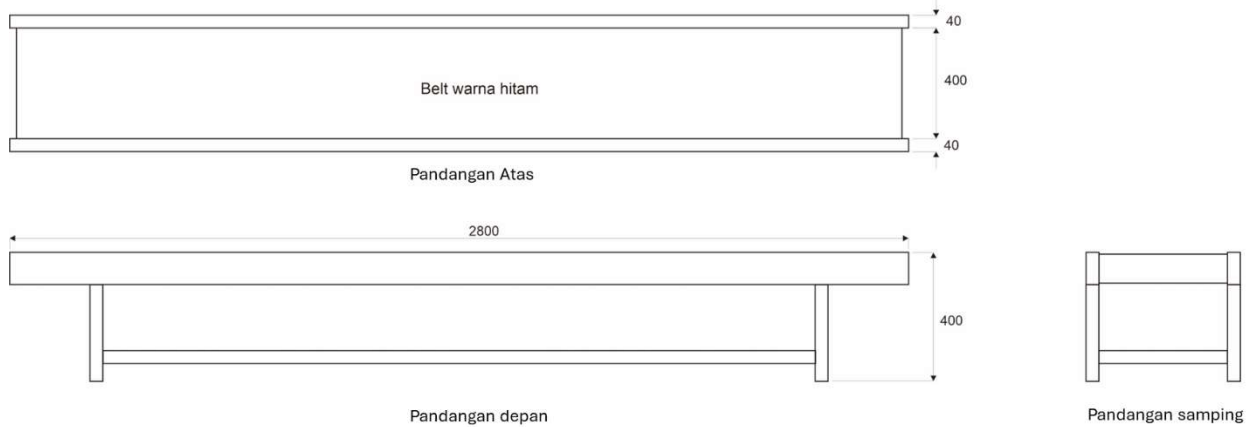 40
400
Belt warna hitam
40
Pandangan Atas
2800
400
Pandangan depan
Pandangan samping